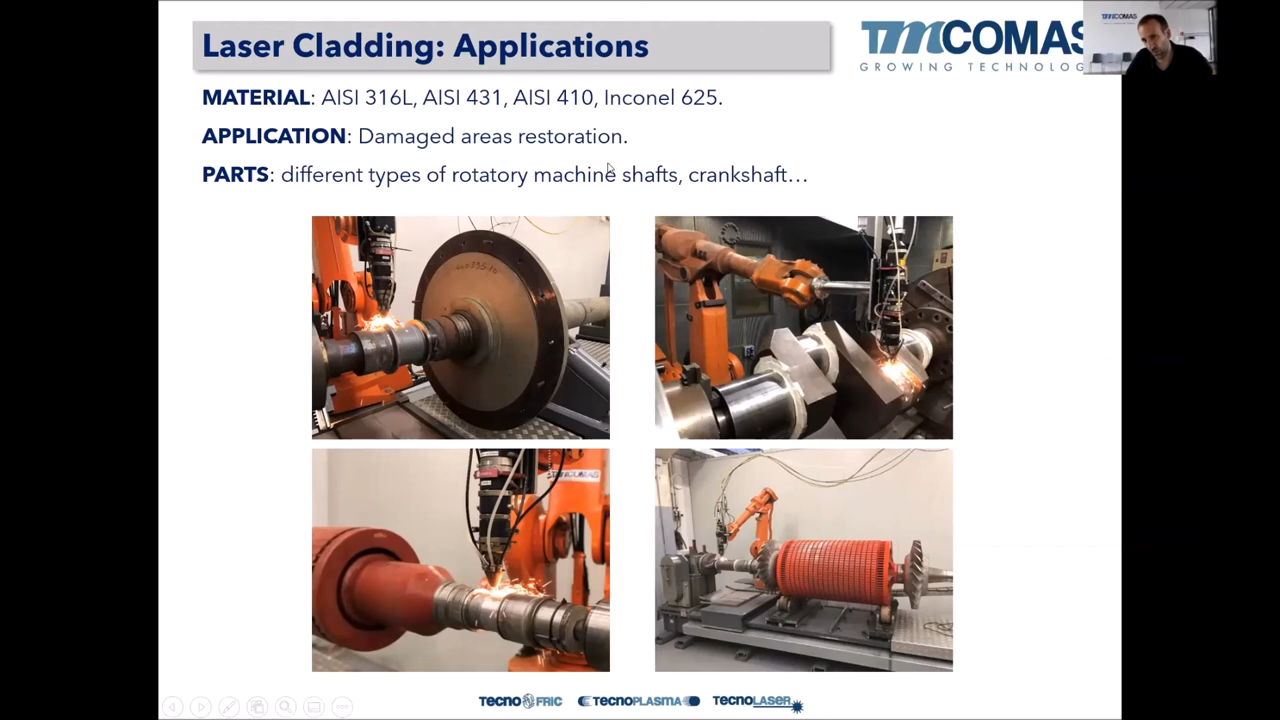 Laser Cladding: Applications
TMCOMAS
GROWING TECHNOLOG
TMCOMAS
MATERIAL: AISI 316L, AISI 431, AISI 410, Inconel 625.
APPLICATION: Damaged areas restoration.
PARTS: different types of rotatory machine shafts, crankshaft…
TECNOFRIC
TECNOPLASMA
TECNOLASER